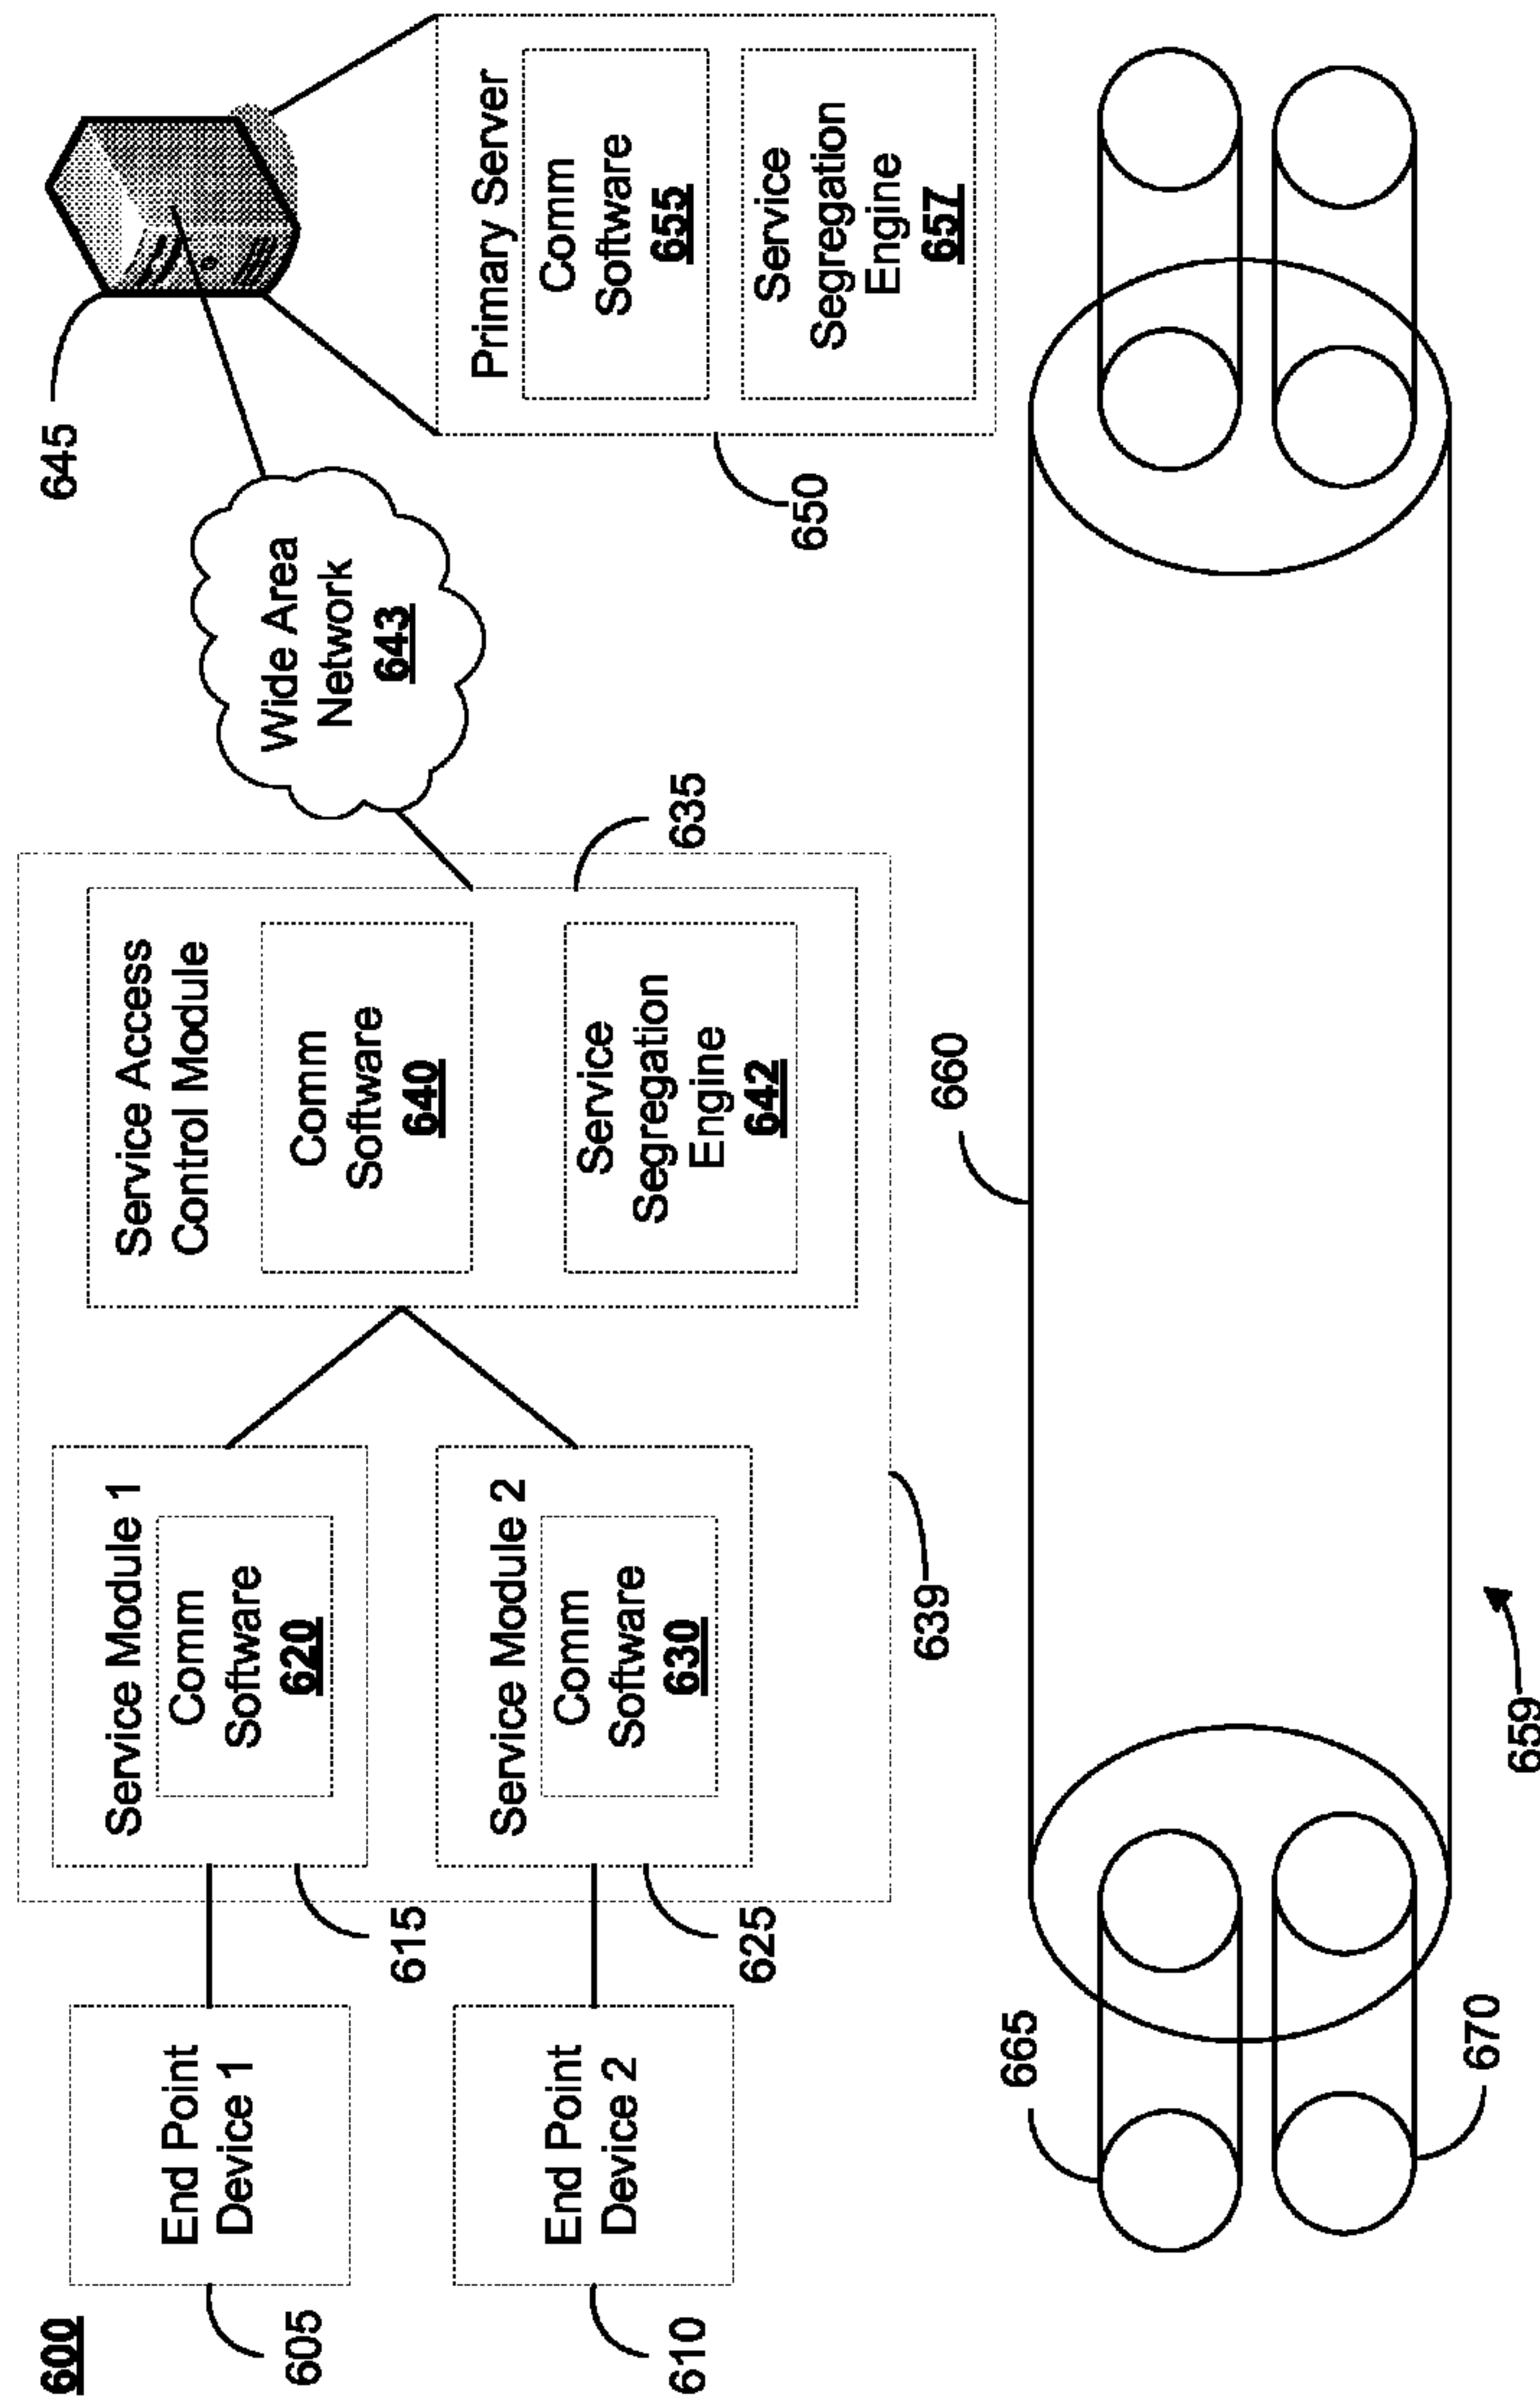 600
End Point
Device 1
605
End Point
Device 2
610
Service Module 1
Comm
Software
620
615
Service Module 2
Comm
Software
630
625
639
Service Access
Control Module
Comm
Software
640
Service
Segregation
Engine
642
635
Wide Area
Network
643
645
Primary Server
Comm
Software
655
Service
Segregation
Engine
657
650
665
670
660
659